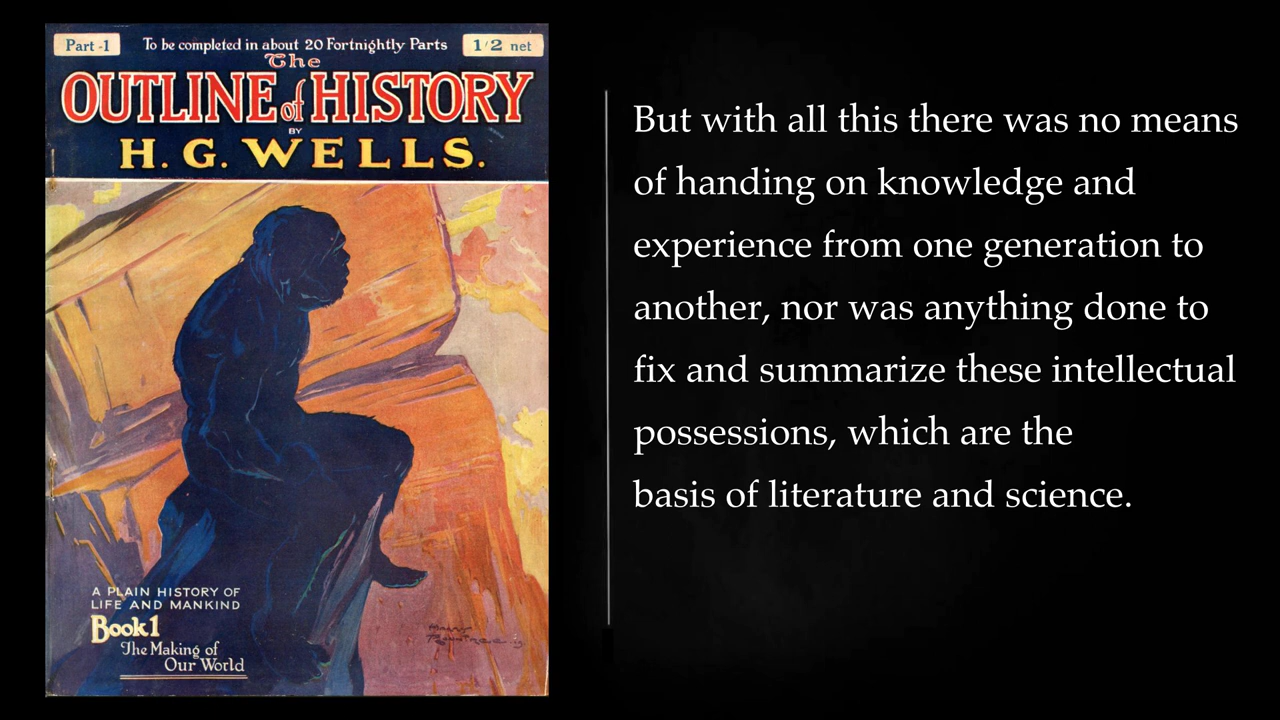 Part -1
To be completed in about 20 Fortnightly Parts
1/2 net
The
OUTLINE of HISTORY
BY
H. G. WELLS.
A PLAIN HISTORY OF
LIFE AND MANKIND
Book 1
The Making of
Our World
But with all this there was no means
of handing on knowledge and
experience from one generation to
another, nor was anything done to
fix and summarize these intellectual
possessions, which are the
basis of literature and science.